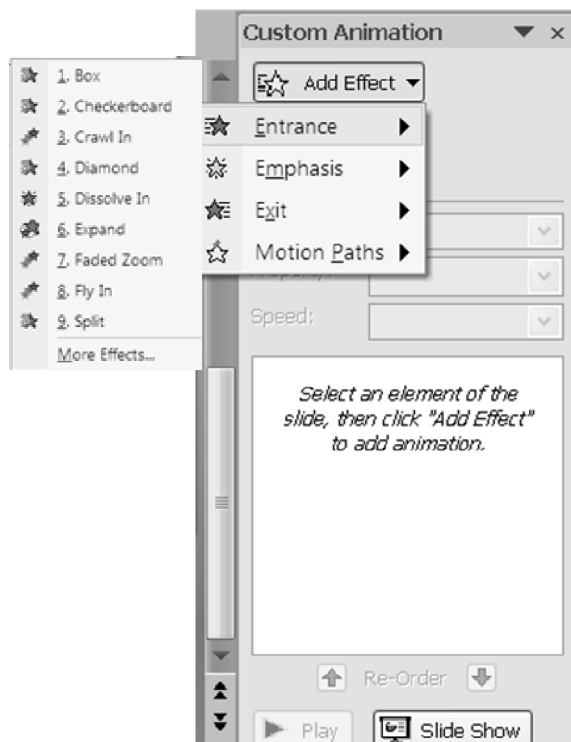 Custom Animation
Add Effect
1. Box
2. Checkerboard
3. Crawl In
4. Diamond
5. Dissolve In
6. Expand
7. Faded Zoom
8. Fly In
9. Split
More Effects...
Entrance
Emphasis
Exit
Motion Paths
Speed:
Select an element of the
slide, then click "Add Effect"
to add animation.
Re-Order
Play
Slide Show